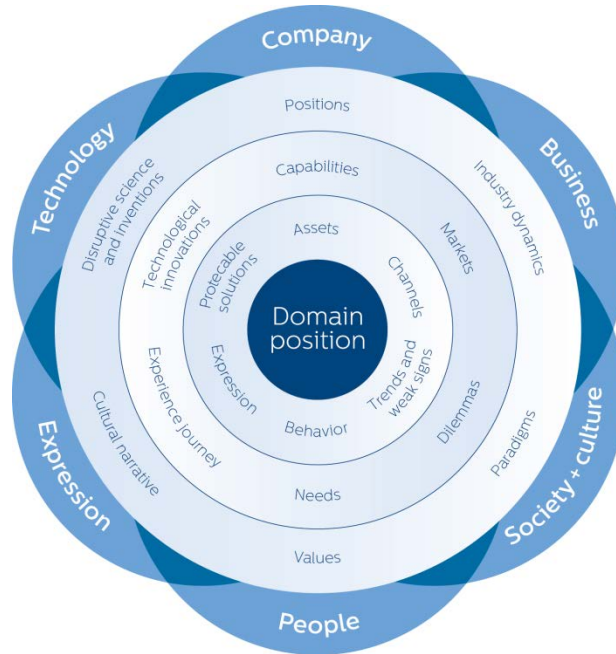 Company
Technology
Business
Positions
Disruptive science
and inventions
Industry dynamics
Capabilities
Technological
innovations
Markets
Assets
Protecable
solutions
Channels
Domain
position
Expression
Trends and
weak signs
Behavior
Experience journey
Dilemmas
Needs
Cultural narrative
Paradigms
Values
Expression
Society + culture
People